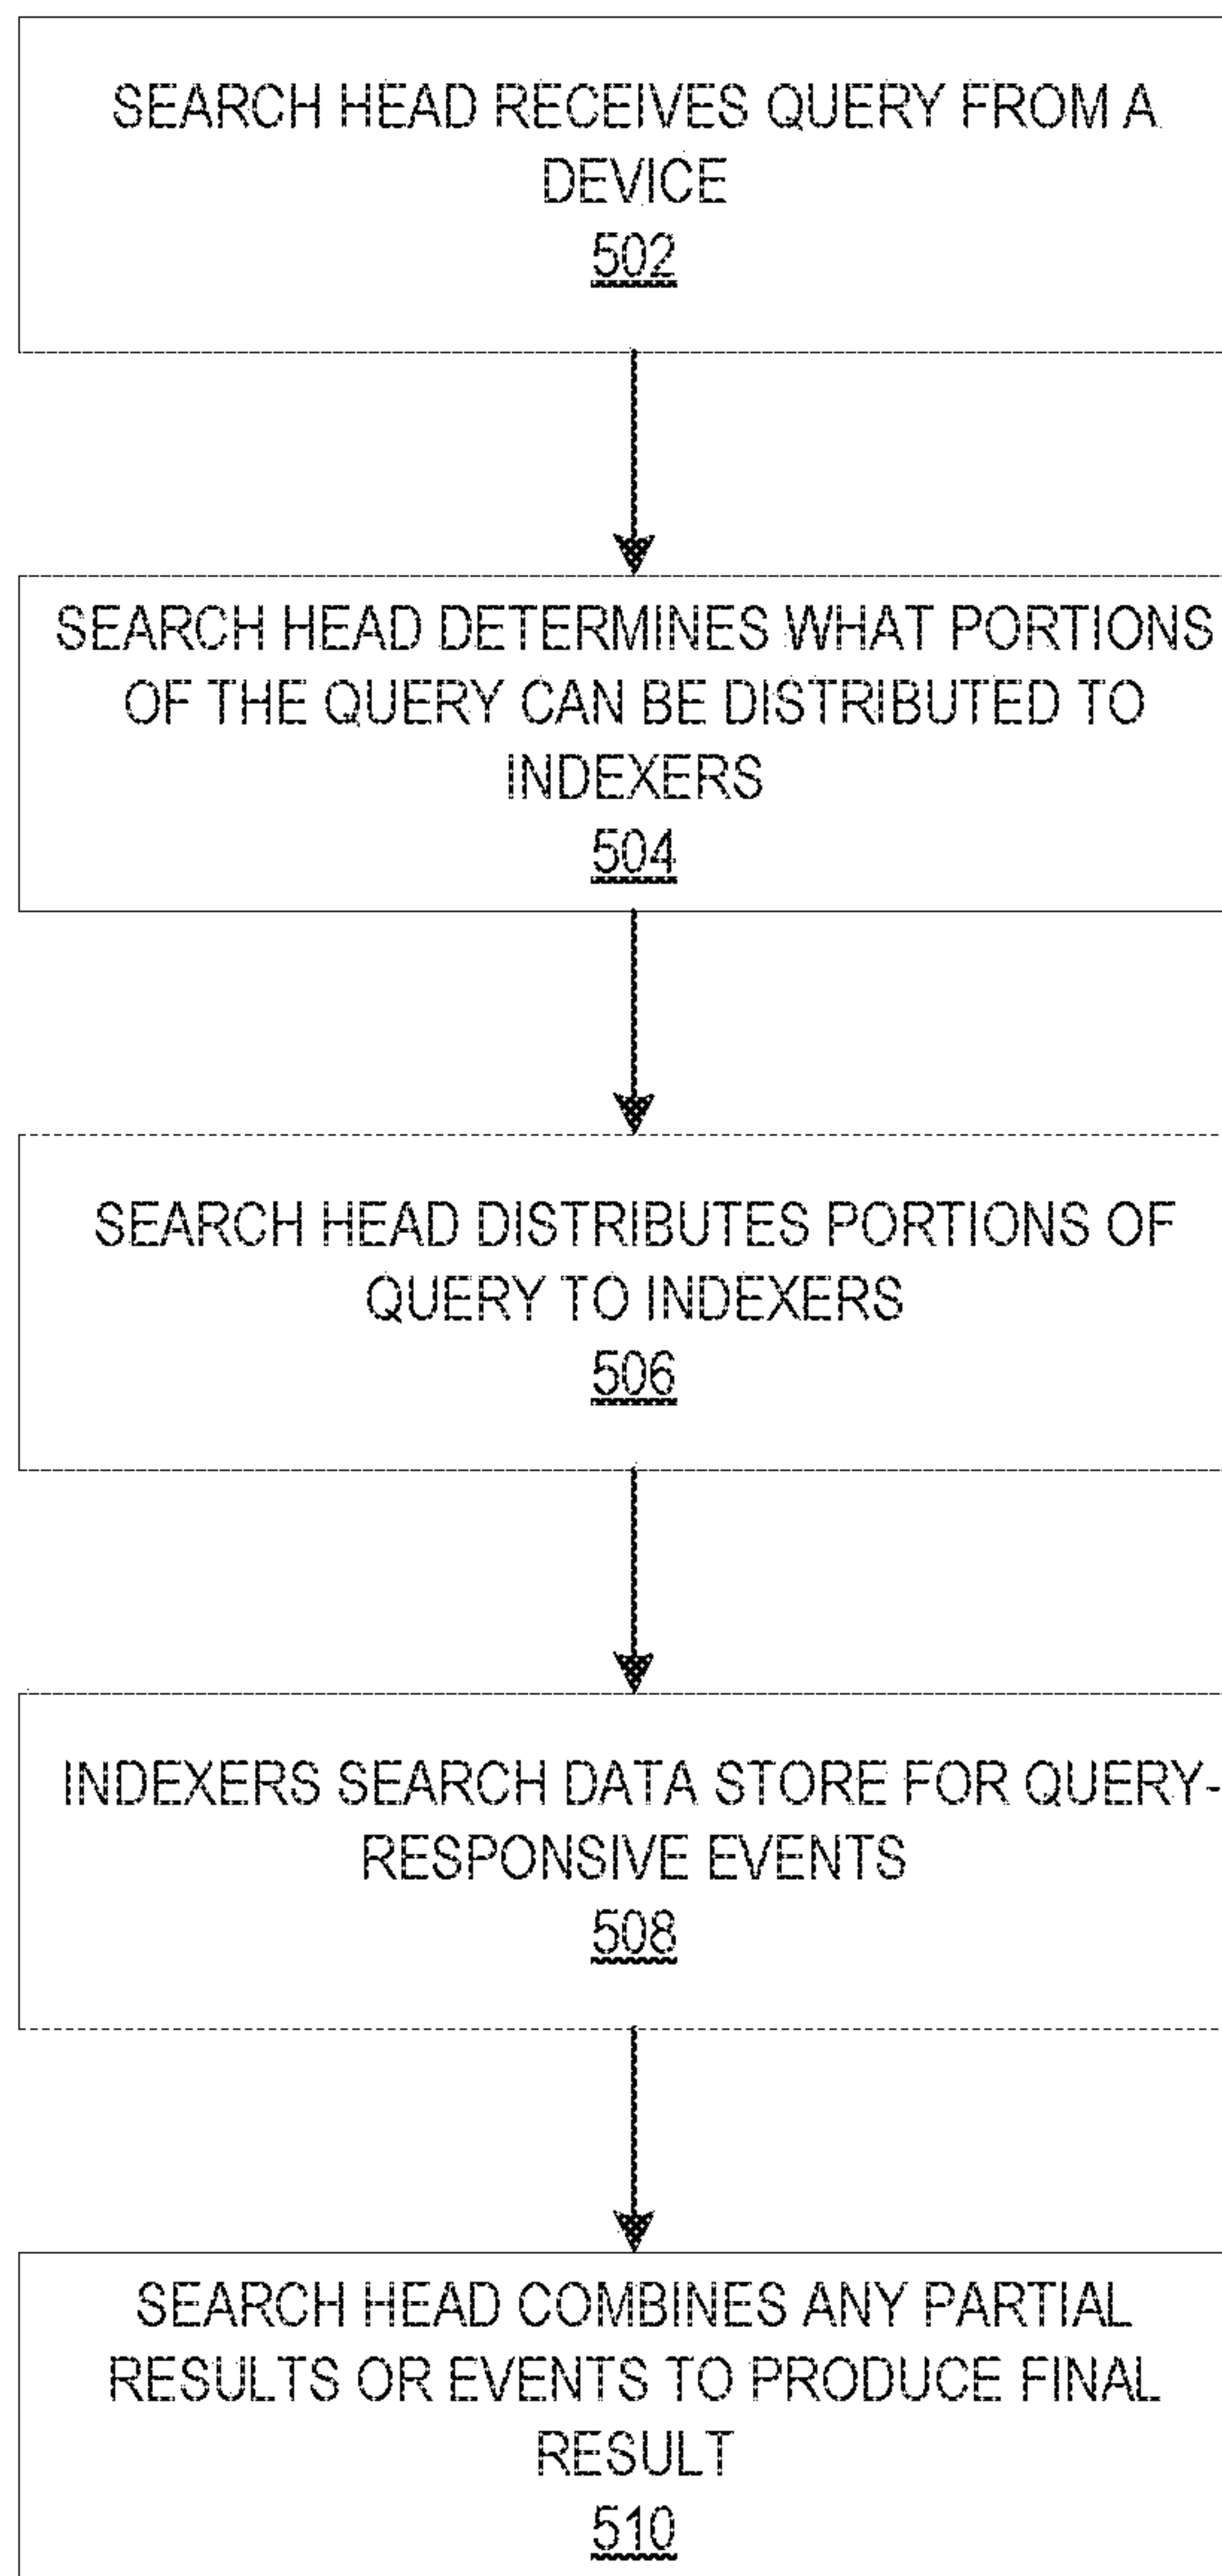 SEARCH HEAD RECEIVES QUERY FROM A
DEVICE
502
SEARCH HEAD DETERMINES WHAT PORTIONS
OF THE QUERY CAN BE DISTRIBUTED TO
INDEXERS
504
SEARCH HEAD DISTRIBUTES PORTIONS OF
QUERY TO INDEXERS
506
INDEXERS SEARCH DATA STORE FOR QUERY-
RESPONSIVE EVENTS
508
SEARCH HEAD COMBINES ANY PARTIAL
RESULTS OR EVENTS TO PRODUCE FINAL
RESULT
510